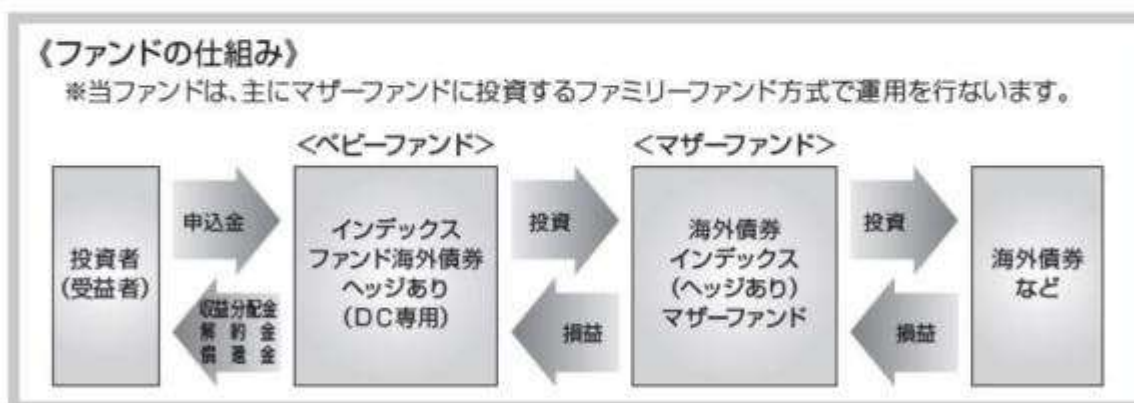 《ファンドの仕組み》
※当ファンドは、主にマザーファンドに投資するファミリーファンド方式で運用を行ないます。
<ベビーファンド>
<マザーファンド>
投資者
(受益者)
申込金
収益分配金
解約金
償還金
インデックス
ファンド海外債券
ヘッジあり
(DC専用)
投資
損益
海外債券
インデックス
(ヘッジあり)
マザーファンド
投資
損益
海外債券
など